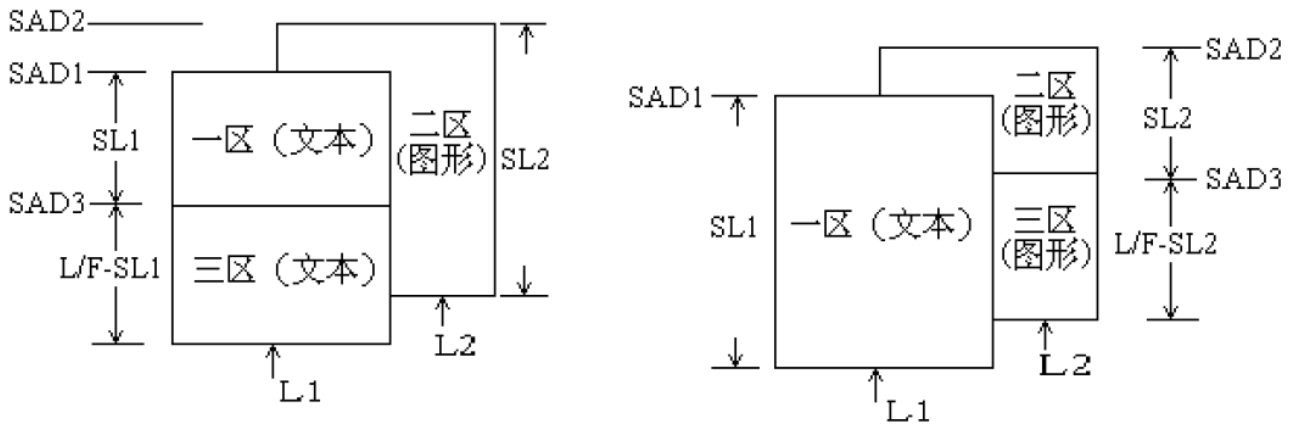 SAD2
SAD1
SL1
一区（文本）
二区
(图形)
SL2
SAD3
L/F-SL1
三区（文本）
L2
L1
SAD2
二区
(图形)
SAD1
SL2
SAD3
SL1
一区（文本）
三区
(图形)
L/F-SL2
L2
L1